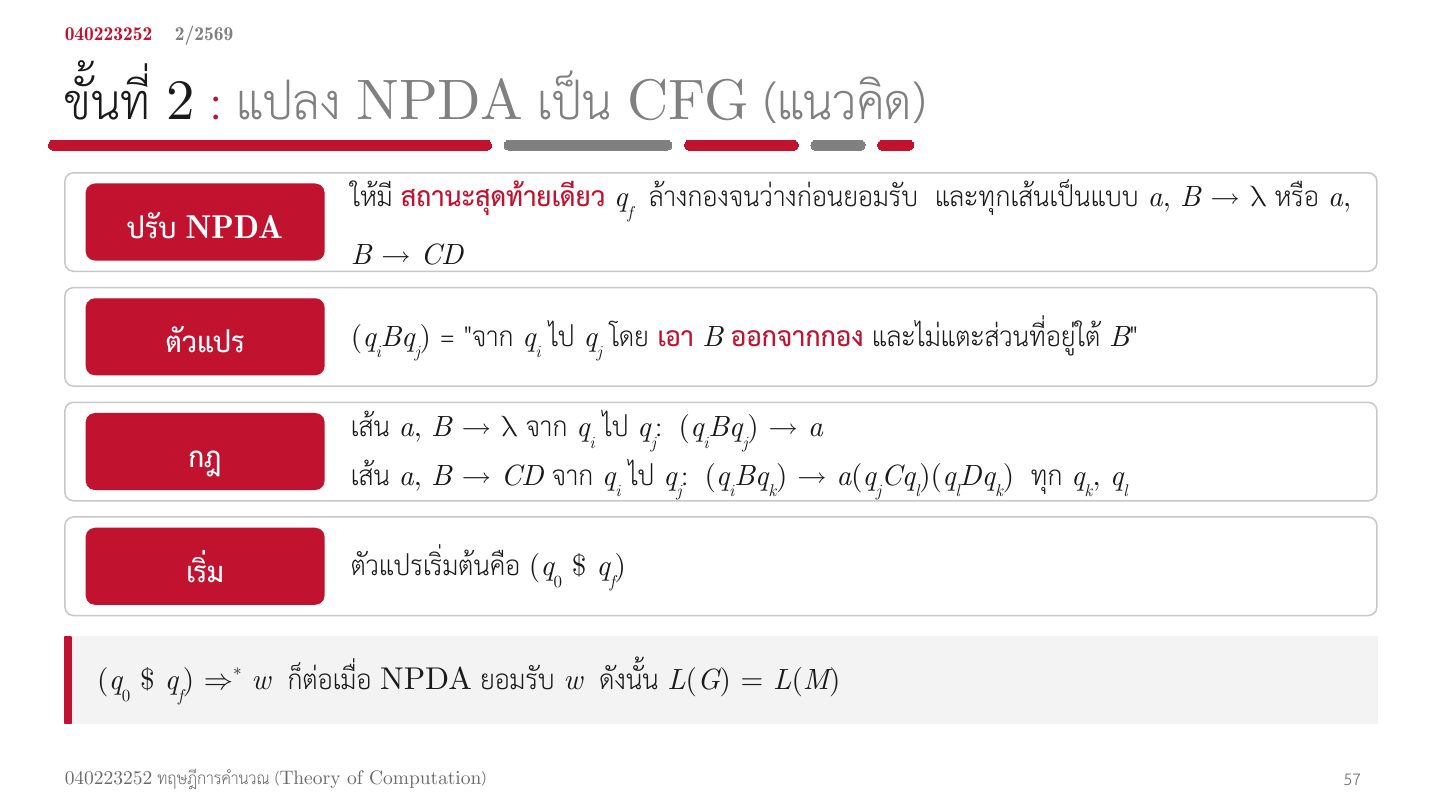 040223252 2/2569
ขั้นที่ 2 : แปลง NPDA เป็น CFG (แนวคิด)
ปรับ NPDA
ให้มี สถานะสุดท้ายเดียว q_f ล้างกองจนว่างก่อนยอมรับ และทุกเส้นเป็นแบบ a, B → λ หรือ a,
B → CD
ตัวแปร
(q_iBq_j) = "จาก q_i ไป q_j โดย เอา B ออกจากกอง และไม่แตะส่วนที่อยู่ใต้ B"
กฎ
เส้น a, B → λ จาก q_i ไป q_j: (q_iBq_j) → a
เส้น a, B → CD จาก q_i ไป q_j: (q_iBq_k) → a(q_jCq_l)(q_lDq_k) ทุก q_k, q_l
เริ่ม
ตัวแปรเริ่มต้นคือ (q_0 $ q_f)
(q_0 $ q_f) ⇒* w ก็ต่อเมื่อ NPDA ยอมรับ w ดังนั้น L(G) = L(M)
040223252 ทฤษฎีการคำนวณ (Theory of Computation)
57